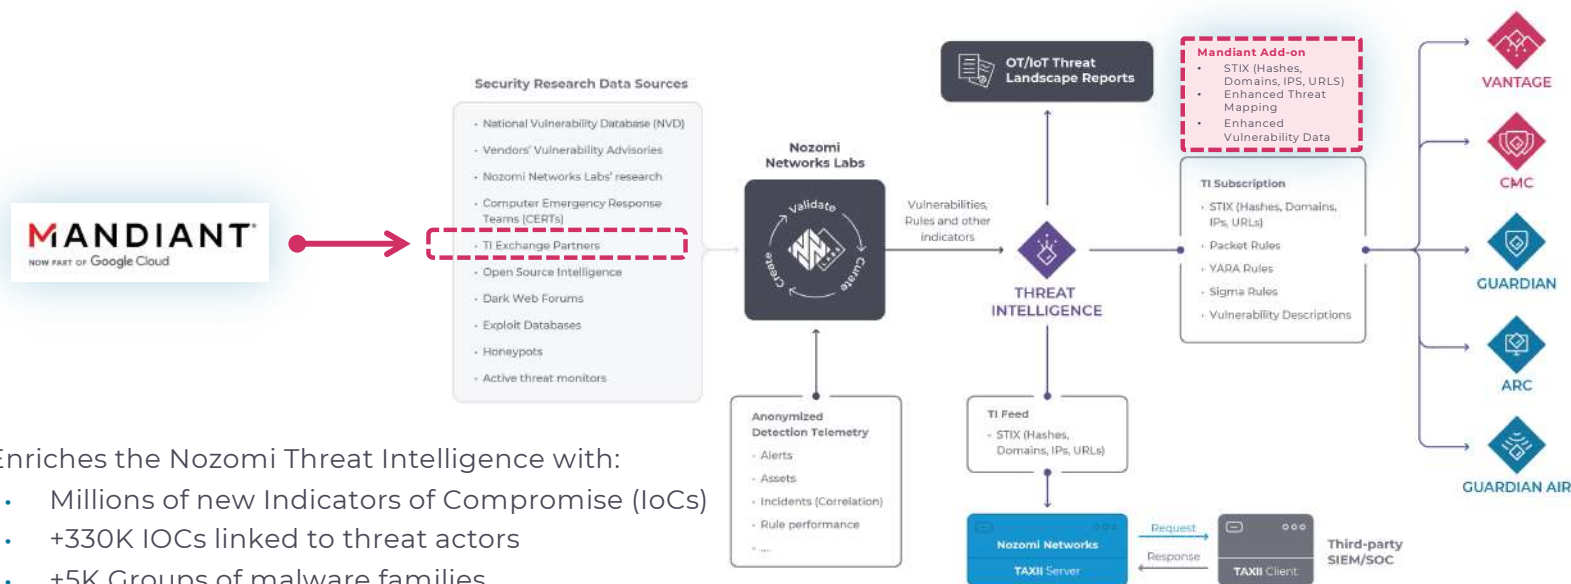 MANDIANT
NOW PART OF Google Cloud
Security Research Data Sources
• National Vulnerability Database (NVD)
• Vendors' Vulnerability Advisories
• Nozomi Networks Labs' research
• Computer Emergency Response
Teams (CERTs)
• TI Exchange Partners
• Open Source Intelligence
• Dark Web Forums
• Exploit Databases
• Honeypots
• Active threat monitors
Nozomi
Networks Labs
Validate
Curate
Create
LABS
Anonymized
Detection Telemetry
• Alerts
• Assets
• Incidents (Correlation)
• Rule performance
• ....
Vulnerabilities,
Rules and other
indicators
OT/IoT Threat
Landscape Reports
THREAT
INTELLIGENCE
TI Feed
• STIX (Hashes,
Domains, IPs, URLs)
Nozomi Networks
TAXII Server
Request
Response
TAXII Client
Third-party
SIEM/SOC
Mandiant Add-on
• STIX (Hashes,
Domains, IPS, URLS)
• Enhanced Threat
Mapping
• Enhanced
Vulnerability Data
TI Subscription
• STIX (Hashes, Domains,
IPs, URLs)
• Packet Rules
• YARA Rules
• Sigma Rules
• Vulnerability Descriptions
VANTAGE
CMC
GUARDIAN
ARC
GUARDIAN AIR
Enriches the Nozomi Threat Intelligence with:
• Millions of new Indicators of Compromise (IoCs)
• +330K IOCs linked to threat actors
• +5K Groups of malware families